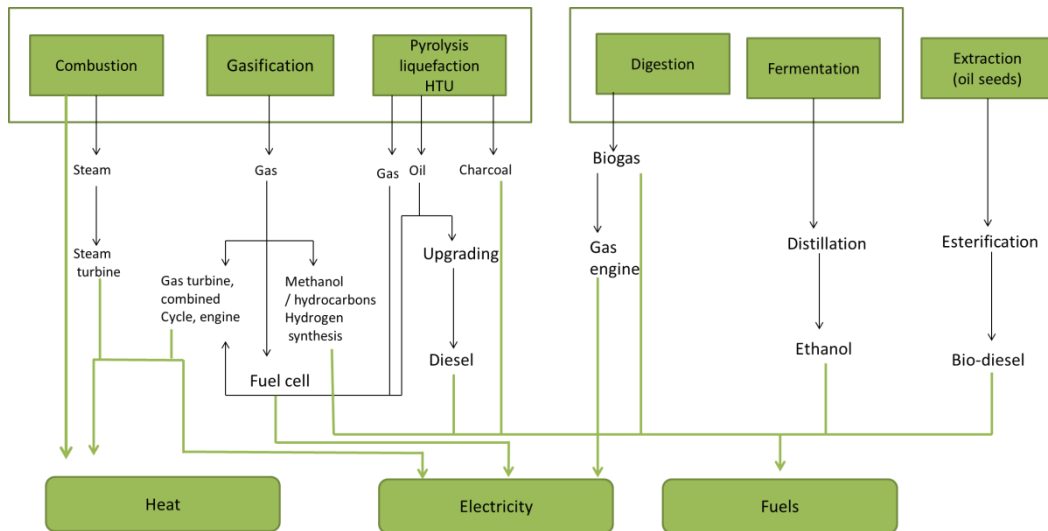 Combustion
Gasification
Pyrolysis
liquefaction
HTU
Digestion
Fermentation
Extraction
(oil seeds)
Steam
Gas
Gas
Oil
Charcoal
Biogas
Steam
turbine
Gas turbine,
combined
Cycle, engine
Methanol
/ hydrocarbons
Hydrogen
synthesis
Upgrading
Gas
engine
Distillation
Esterification
Fuel cell
Diesel
Ethanol
Bio-diesel
Heat
Electricity
Fuels